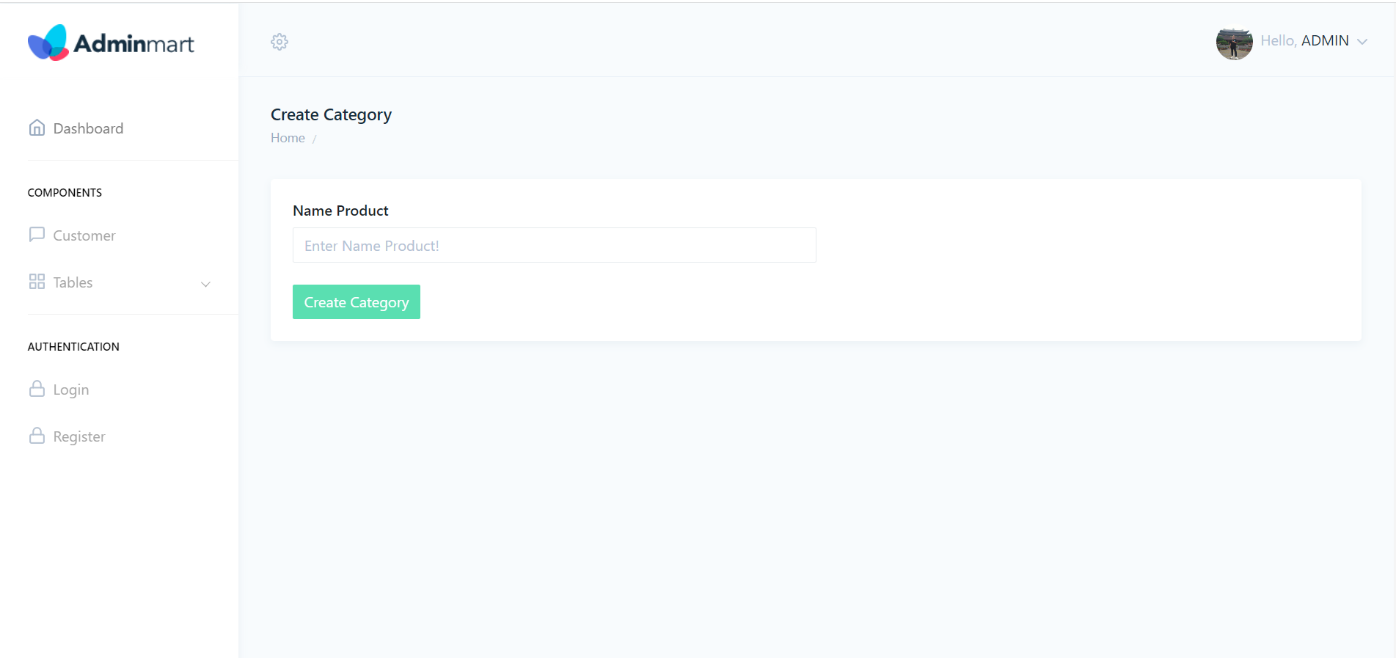 Adminmart
Hello, ADMIN
Dashboard
COMPONENTS
Customer
Tables
AUTHENTICATION
Login
Register
Create Category
Home /
Name Product
Enter Name Product!
Create Category